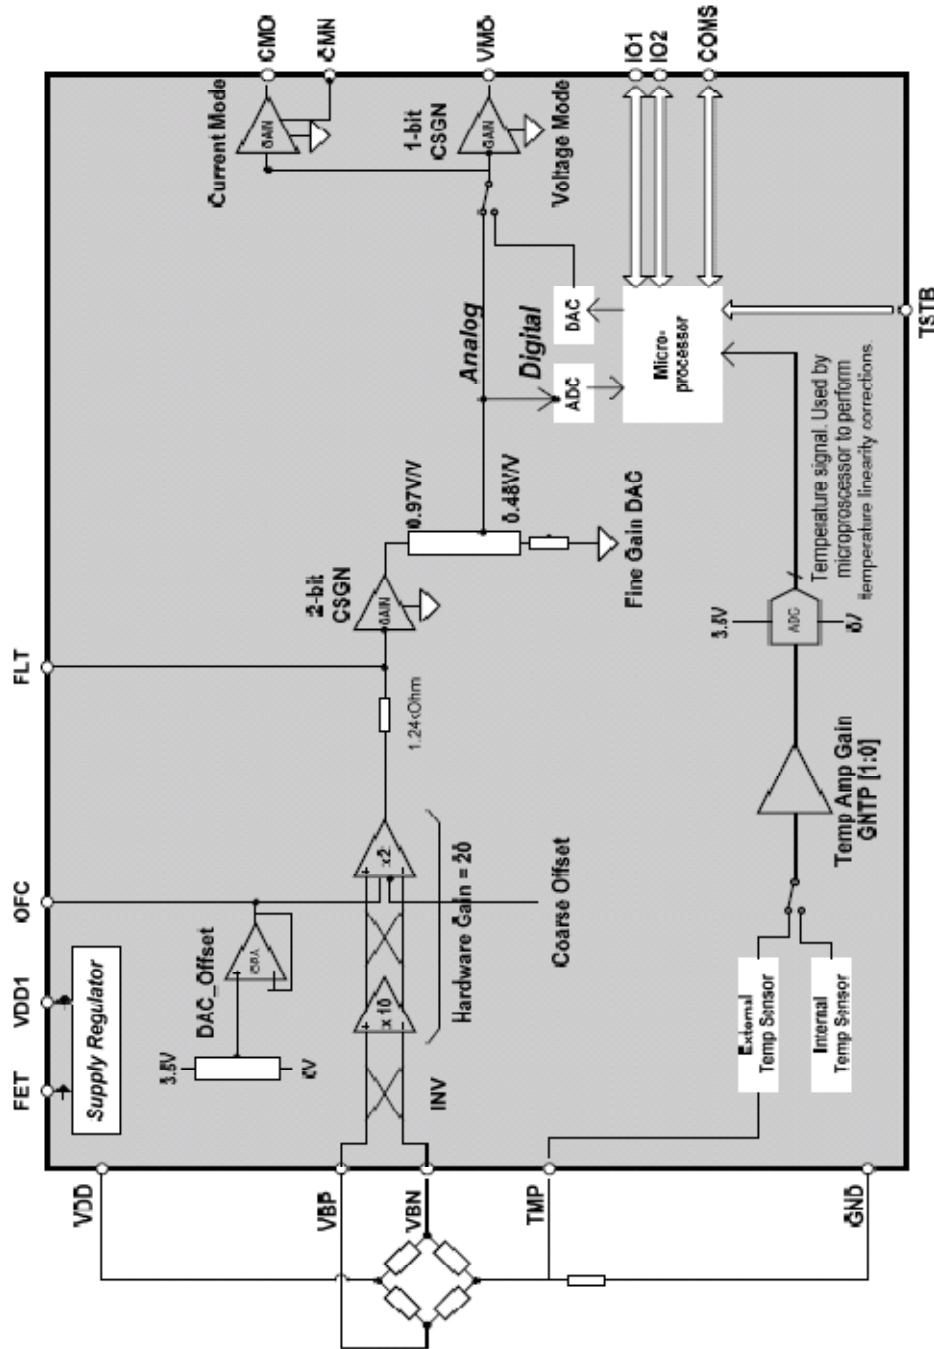 FET
VDD1
OFC
FLT
Supply Regulator
3.5V
0V
DAC_Offset
VDD
VBP
VBN
TMP
GND
INV
+
-
x 10
+
-
x2
Hardware Gain = 20
Coarse Offset
1.24kOhm
2-bit
CSGN
GAIN
0.97V/V
0.48V/V
Fine Gain DAC
Analog
Digital
ADC
DAC
Micro-
processor
Current Mode
GAIN
1-bit
CSGN
GAIN
Voltage Mode
CMO
CMN
VMO
IO1
IO2
COMS
TSTB
External
Temp Sensor
Internal
Temp Sensor
Temp Amp Gain
GNTP [1:0]
3.5V
ADC
0V
Temperature signal. Used by
microproscessor to perform
temperature linearity corrections.